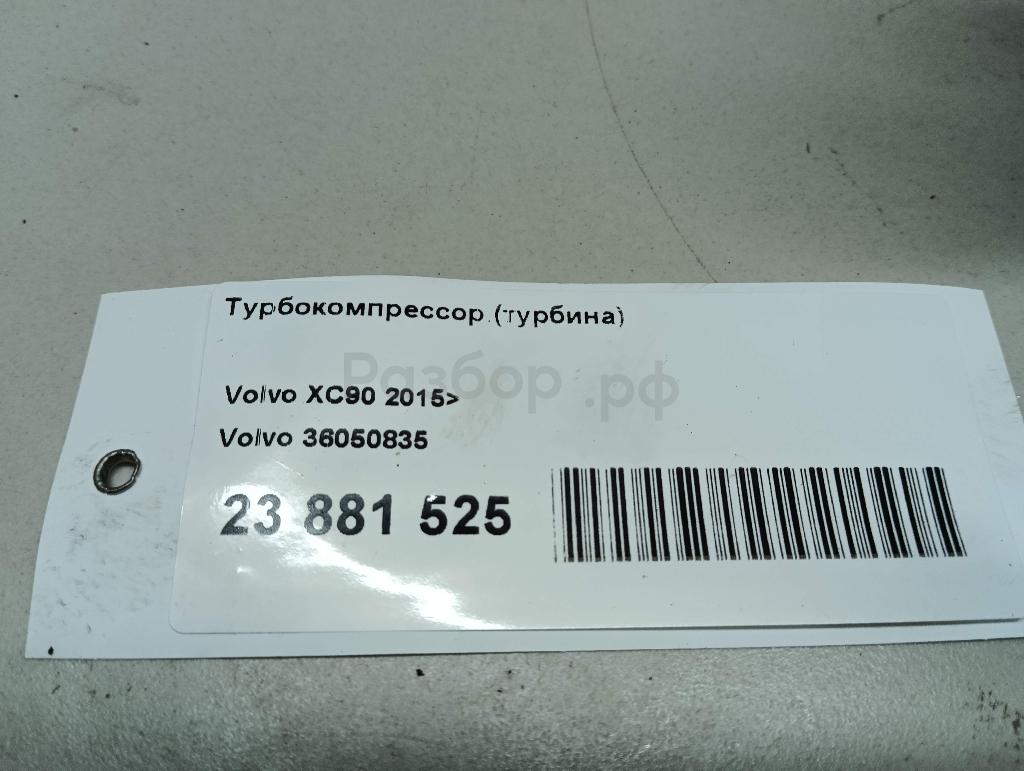 Турбокомпрессор (турбина)
Разбор.рф
Volvo XC90 2015>
Volvo 36050835
23 881 525